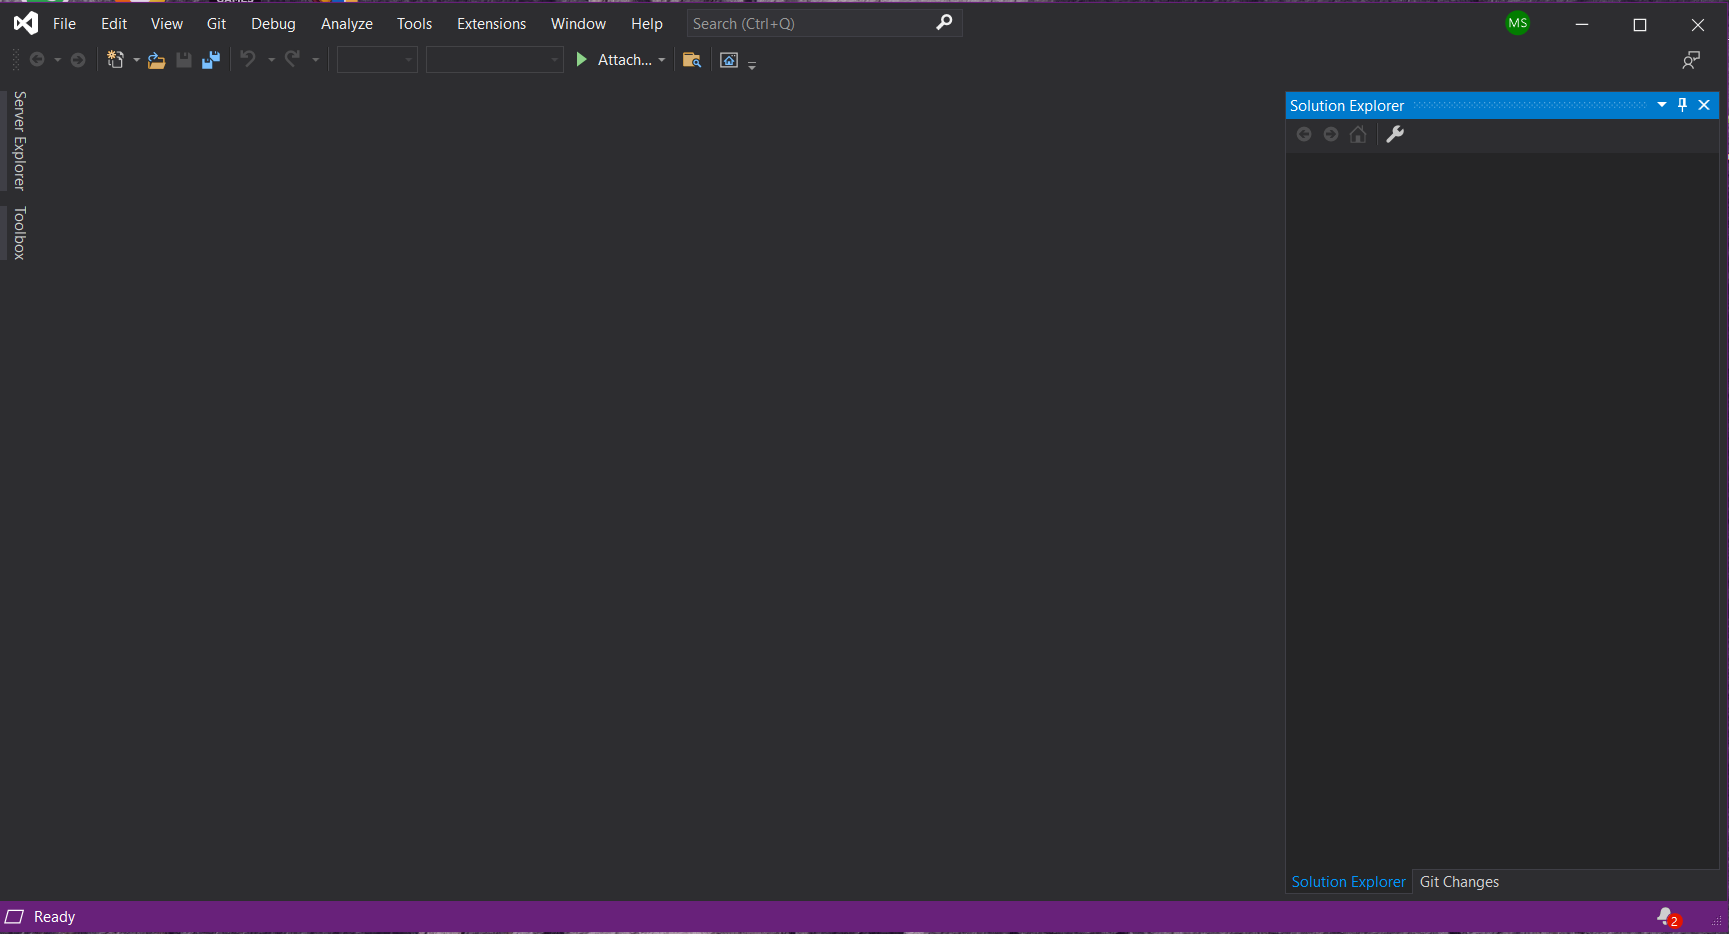 File Edit View Git Debug Analyze Tools Extensions Window Help Search (Ctrl+Q) MS
Attach...
Server Explorer
Toolbox
Solution Explorer
Solution Explorer Git Changes
Ready 2